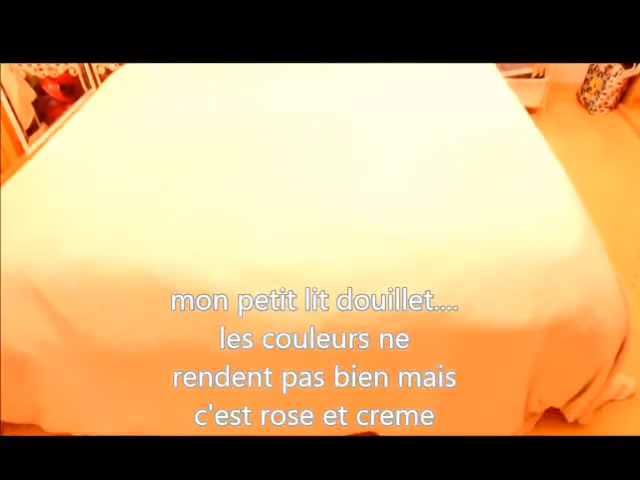 mon petit lit douillet....
les couleurs ne
rendent pas bien mais
c'est rose et creme